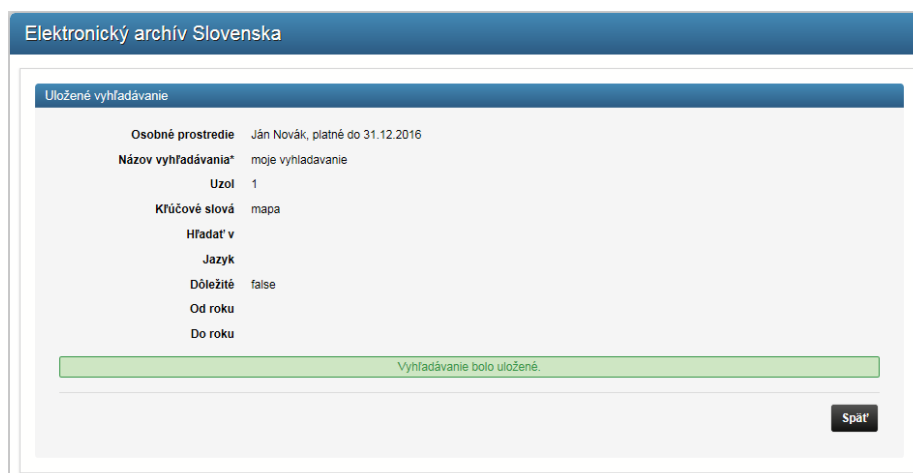 Elektronický archív Slovenska
Uložené vyhľadávanie
Osobné prostredie Ján Novák, platné do 31.12.2016
Názov vyhľadávania* moje vyhladavanie
Uzol 1
Kľúčové slová mapa
Hľadať v
Jazyk
Dôležité false
Od roku
Do roku
Vyhľadávanie bolo uložené.
Späť